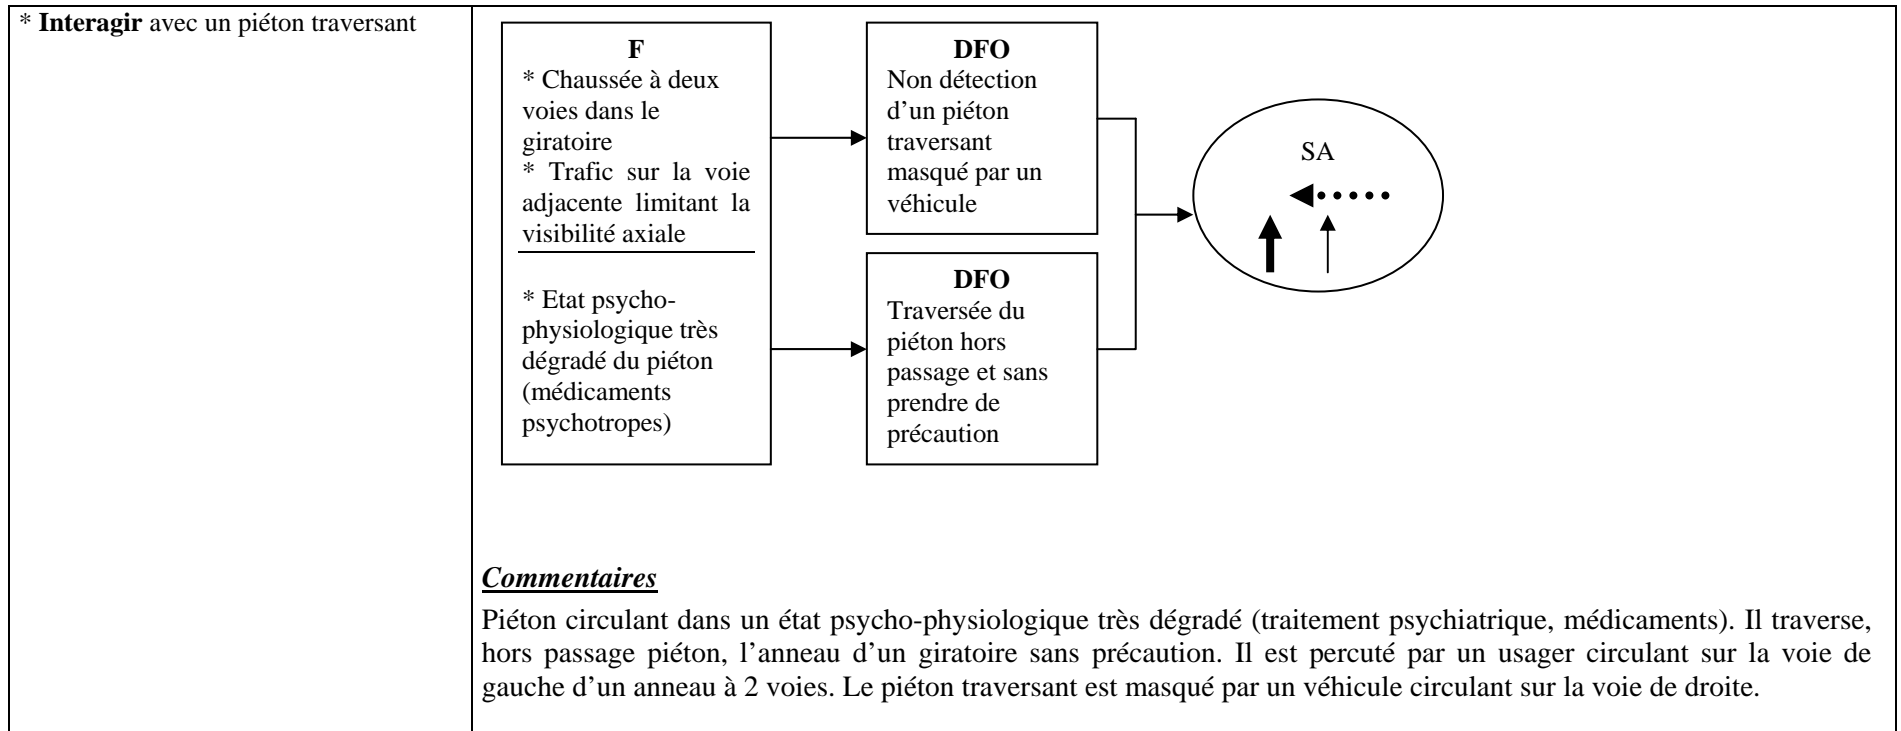 * Interagir avec un piéton traversant
F
* Chaussée à deux
voies dans le
giratoire
* Trafic sur la voie
adjacente limitant la
visibilité axiale
* Etat psycho-
physiologique très
dégradé du piéton
(médicaments
psychotropes)
DFO
Non détection
d’un piéton
traversant
masqué par un
véhicule
DFO
Traversée du
piéton hors
passage et sans
prendre de
précaution
SA
Commentaires
Piéton circulant dans un état psycho-physiologique très dégradé (traitement psychiatrique, médicaments). Il traverse,
hors passage piéton, l’anneau d’un giratoire sans précaution. Il est percuté par un usager circulant sur la voie de
gauche d’un anneau à 2 voies. Le piéton traversant est masqué par un véhicule circulant sur la voie de droite.